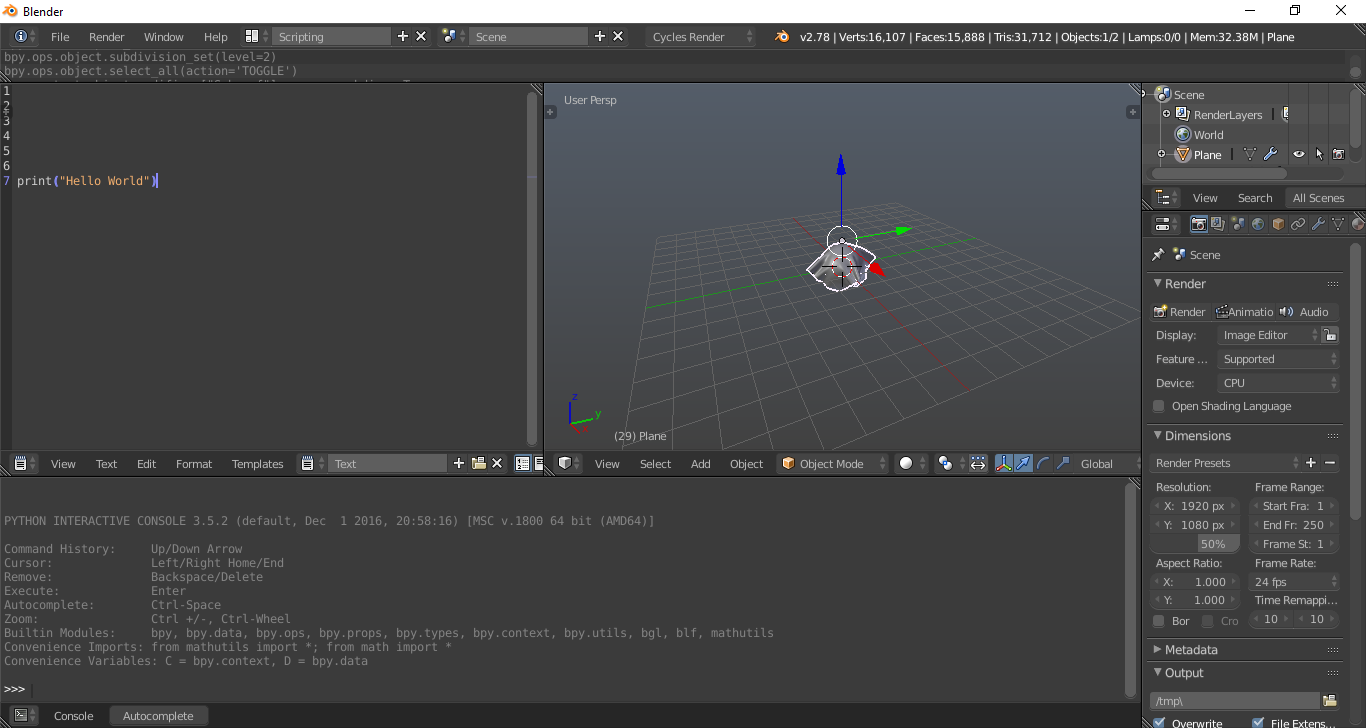 Blender
File Render Window Help Scripting Scene Cycles Render v2.78 | Verts:16,107 | Faces:15,888 | Tris:31,712 | Objects:1/2 | Lamps:0/0 | Mem:32.38M | Plane
bpy.ops.object.subdivision_set(level=2)
bpy.ops.object.select_all(action='TOGGLE')
1
2
3
4
5
6
7 print("Hello World")
View Text Edit Format Templates Text
User Persp
z
y
(29) Plane
View Select Add Object Object Mode Global
Scene
RenderLayers |
World
Plane |
View Search All Scenes
Scene
Render
Render Animatio Audio
Display: Image Editor
Feature ... Supported
Device: CPU
Open Shading Language
Dimensions
Render Presets
Resolution: Frame Range:
X: 1920 px Start Fra: 1
Y: 1080 px End Fr: 250
50% Frame St: 1
Aspect Ratio: Frame Rate:
X: 1.000 24 fps
Y: 1.000 Time Remappi...
Bor Cro 10 10
Metadata
Output
/tmp\
Overwrite File Extens...
PYTHON INTERACTIVE CONSOLE 3.5.2 (default, Dec  1 2016, 20:58:16) [MSC v.1800 64 bit (AMD64)]
Command History: Up/Down Arrow
Cursor: Left/Right Home/End
Remove: Backspace/Delete
Execute: Enter
Autocomplete: Ctrl-Space
Zoom: Ctrl +/-, Ctrl-Wheel
Builtin Modules: bpy, bpy.data, bpy.ops, bpy.props, bpy.types, bpy.context, bpy.utils, bgl, blf, mathutils
Convenience Imports: from mathutils import *; from math import *
Convenience Variables: C = bpy.context, D = bpy.data
>>>
Console Autocomplete